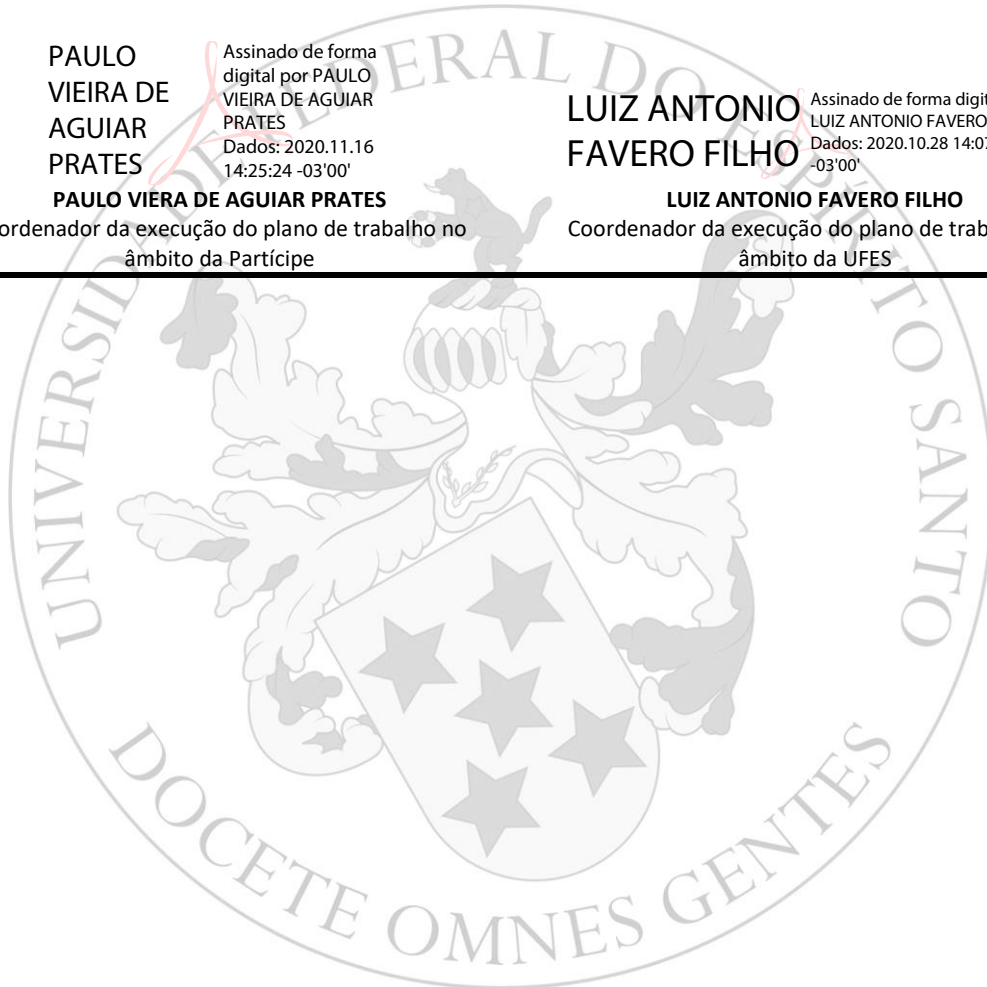 PAULO
VIEIRA DE
AGUIAR
PRATES
Assinado de forma
digital por PAULO
VIEIRA DE AGUIAR
PRATES
Dados: 2020.11.16
14:25:24 -03'00'
PAULO VIERA DE AGUIAR PRATES
ordenador da execução do plano de trabalho no
âmbito da Partícipe
LUIZ ANTONIO
FAVERO FILHO
Assinado de forma digit
LUIZ ANTONIO FAVERO
Dados: 2020.10.28 14:07
-03'00'
LUIZ ANTONIO FAVERO FILHO
Coordenador da execução do plano de trab
âmbito da UFES
UNIVERSIDADE FEDERAL DO ESPÍRITO SANTO
DOCETE OMNES GENTES